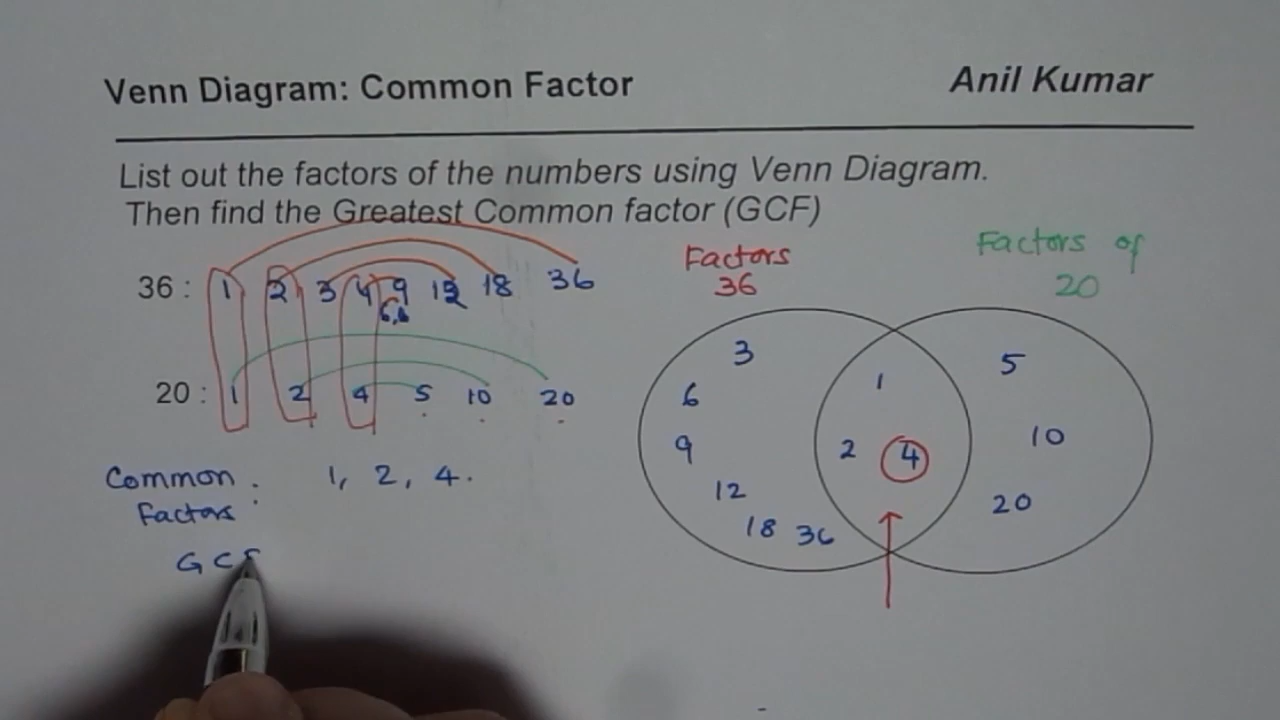 Venn Diagram: Common Factor
Anil Kumar
List out the factors of the numbers using Venn Diagram.
Then find the Greatest Common factor (GCF)
36 : 1 2 3 4 9 12 18 36
6,6
20 : 1 2 4 5 10 20
Common : 1, 2, 4.
Factors
GCF
Factors
36
Factors of
20
3
6
9
12
18 36
1
2 4
5
10
20